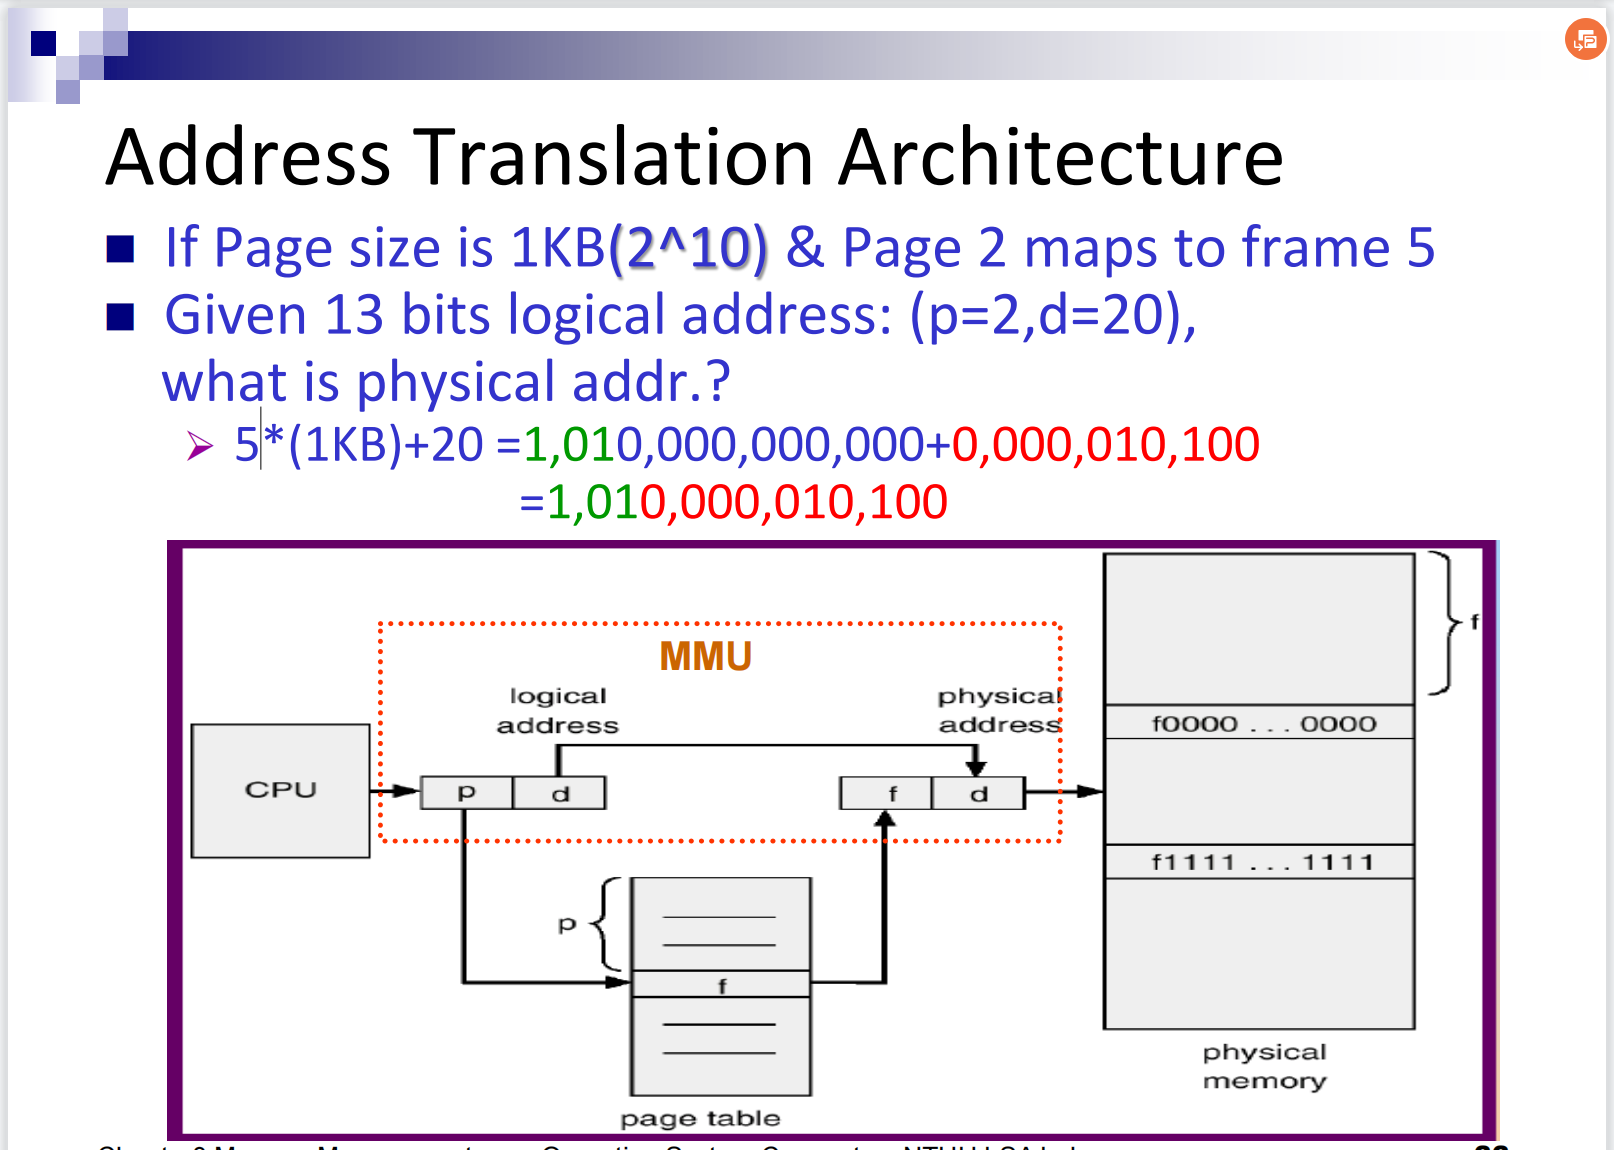 Address Translation Architecture
If Page size is 1KB(2^10) & Page 2 maps to frame 5
Given 13 bits logical address: (p=2,d=20),
what is physical addr.?
5*(1KB)+20 =1,010,000,000,000+0,000,010,100
=1,010,000,010,100
MMU
logical
address
physical
address
CPU
p d
f d
f
f0000 ... 0000
f1111 ... 1111
p
f
page table
physical
memory